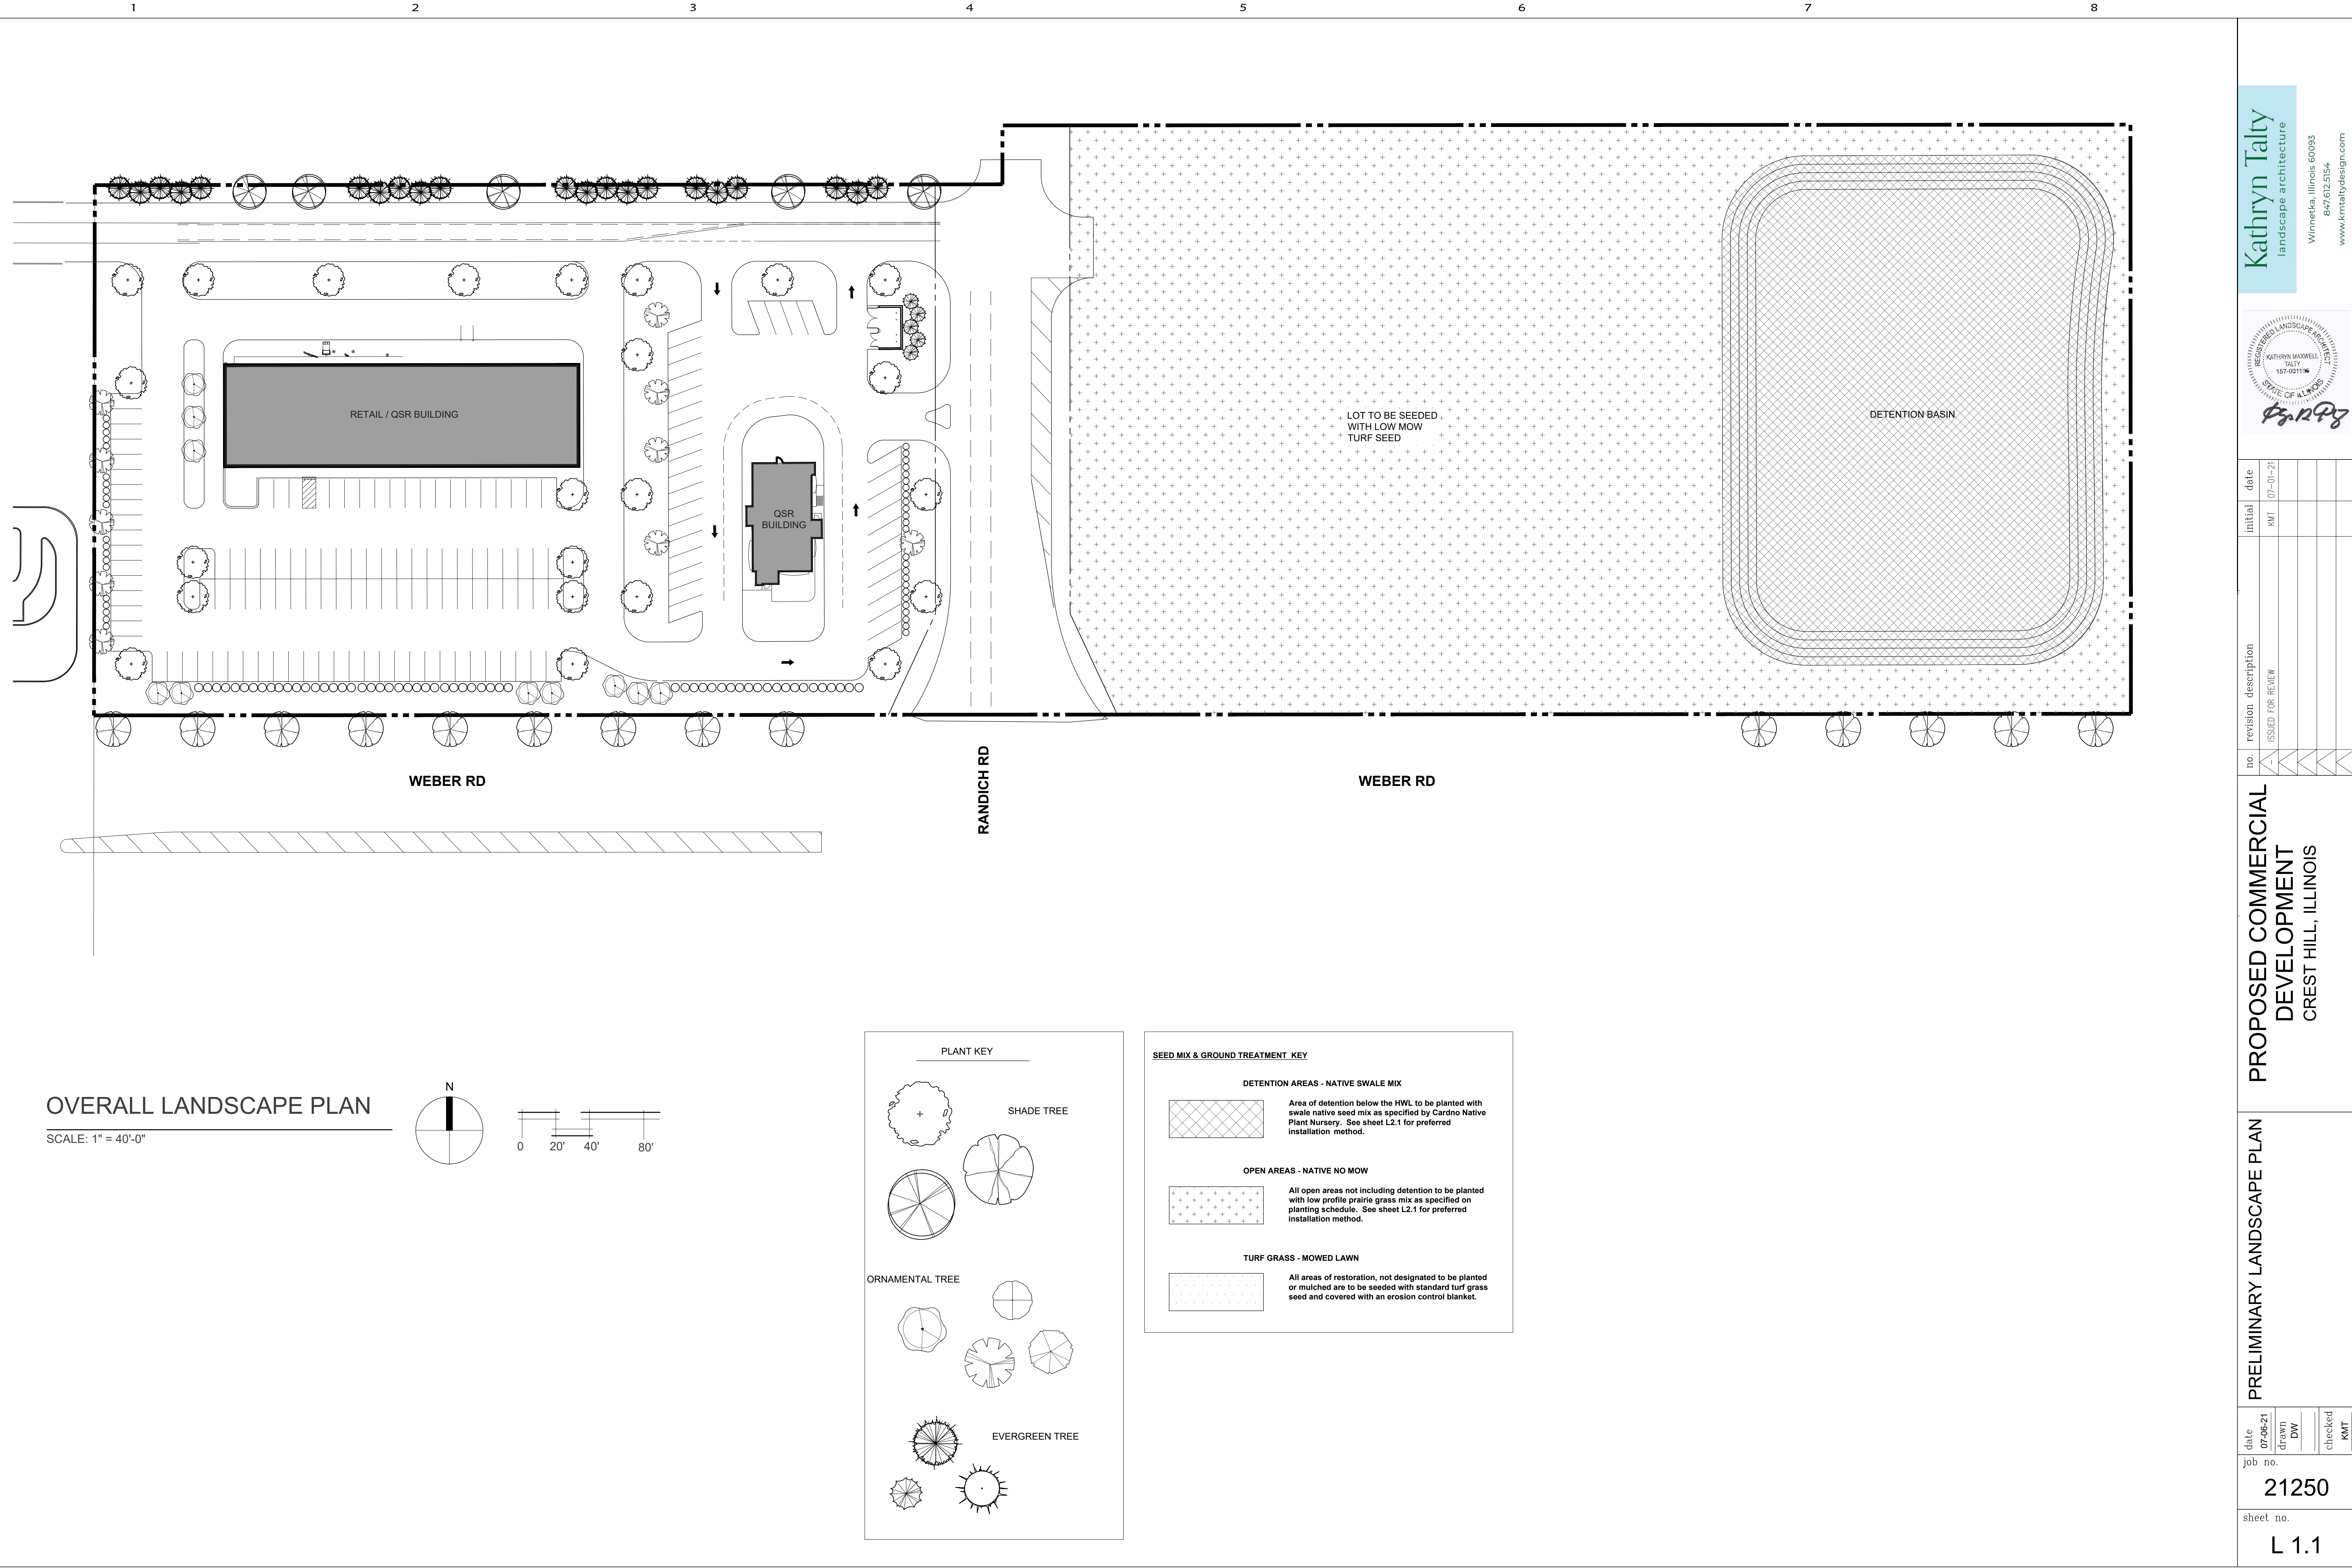 1 2 3 4 5 6 7 8
RETAIL / QSR BUILDING
QSR
BUILDING
LOT TO BE SEEDED
WITH LOW MOW
TURF SEED
DETENTION BASIN
WEBER RD
RANDICH RD
WEBER RD
OVERALL LANDSCAPE PLAN
SCALE: 1" = 40'-0"
N
0 20' 40' 80'
PLANT KEY
SHADE TREE
ORNAMENTAL TREE
EVERGREEN TREE
SEED MIX & GROUND TREATMENT KEY
DETENTION AREAS - NATIVE SWALE MIX
Area of detention below the HWL to be planted with
swale native seed mix as specified by Cardno Native
Plant Nursery. See sheet L2.1 for preferred
installation method.
OPEN AREAS - NATIVE NO MOW
All open areas not including detention to be planted
with low profile prairie grass mix as specified on
planting schedule. See sheet L2.1 for preferred
installation method.
TURF GRASS - MOWED LAWN
All areas of restoration, not designated to be planted
or mulched are to be seeded with standard turf grass
seed and covered with an erosion control blanket.
Kathryn Talty
landscape architecture
Winnetka, Illinois 60093
847.612.5154
www.kmtaltydesign.com
REGISTERED LANDSCAPE ARCHITECT
KATHRYN MAXWELL
TALTY
157-001196
STATE OF ILLINOIS
no. revision description initial date
- ISSUED FOR REVIEW KMT 07-01-21
PROPOSED COMMERCIAL
DEVELOPMENT
CREST HILL, ILLINOIS
PRELIMINARY LANDSCAPE PLAN
date
07-06-21
drawn
DW
checked
KMT
job no.
21250
sheet no.
L 1.1